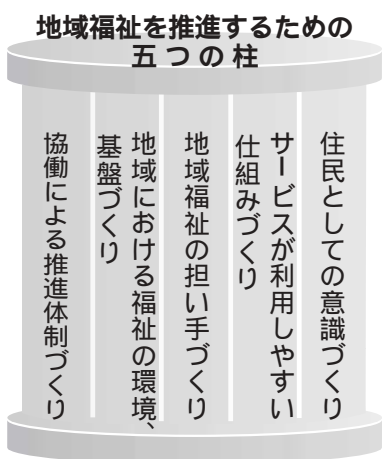 地域福祉を推進するための
五つの柱
住民としての意識づくり
サービスが利用しやすい
仕組みづくり
地域福祉の担い手づくり
地域における福祉の環境、
基盤づくり
協働による推進体制づくり